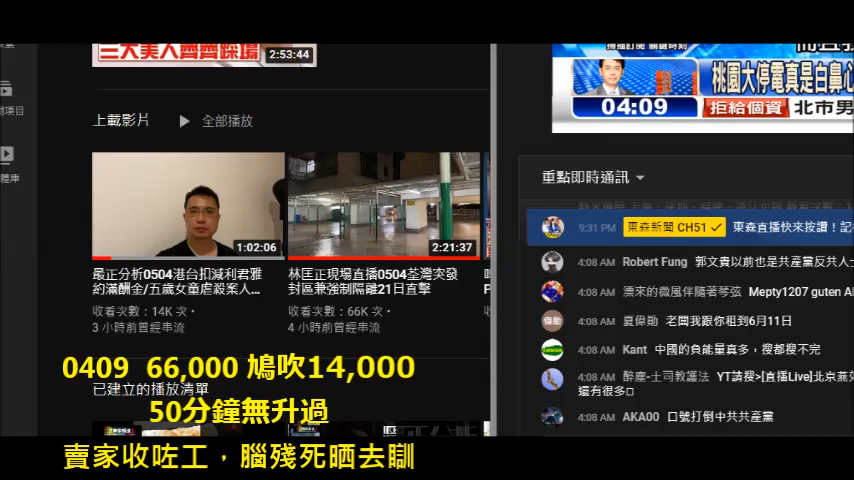 三大美人齊齊踩場
2:53:44
上載影片 ▶ 全部播放
1:02:06
2:21:37
最正分析0504港台扣減利君雅
約滿酬金/五歲女童虐殺案人...
收看次數：14K 次・
3 小時前曾經串流
林匡正現場直播0504荃灣突發
封區兼強制隔離21日直擊
收看次數：66K 次・
4 小時前曾經串流
已建立的播放清單
0409 66,000 鳩吹14,000
50分鐘無升過
賣家收咗工，腦殘死晒去瞓
桃園大停電真是白鼻心
04:09
拒給個資
北市男
重點即時通訊
9:31 PM 東森新聞 CH51 東森直播快來按讚！記
4:08 AM Robert Fung 郭文貴以前也是共產黨反共人士
4:08 AM 漂來的微風伴隨著琴弦 Mepty1207 guten Al
偉勛
4:08 AM 夏偉勛 老闆我跟你租到6月11日
4:08 AM Kant 中國的負能量真多，搜都搜不完
4:08 AM 酔塵-土司教護法 YT請搜>[直播Live]北京燕郊
還有很多
4:08 AM AKA00 口號打倒中共共產黨